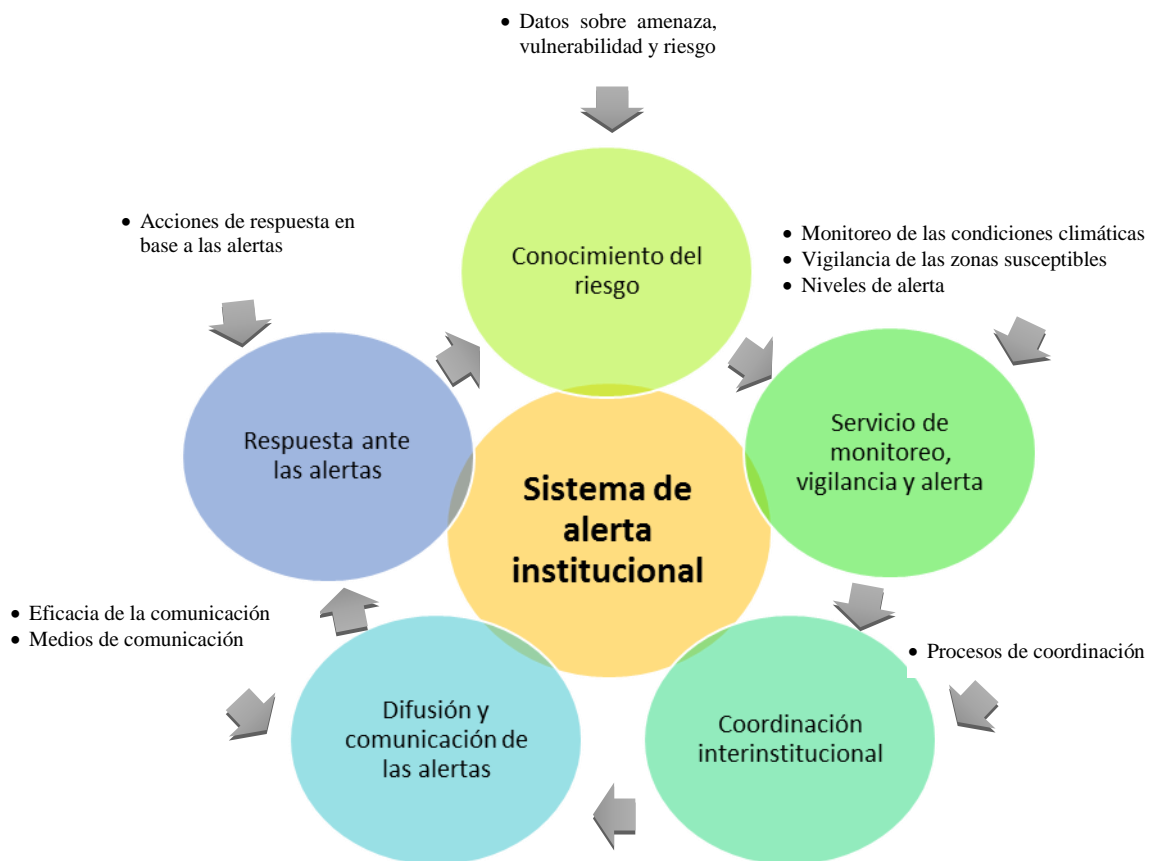 • Datos sobre amenaza,
vulnerabilidad y riesgo
• Acciones de respuesta en
base a las alertas
Conocimiento del
riesgo
• Monitoreo de las condiciones climáticas
• Vigilancia de las zonas susceptibles
• Niveles de alerta
Respuesta ante
las alertas
Servicio de
monitoreo,
vigilancia y alerta
Sistema de
alerta
institucional
• Eficacia de la comunicación
• Medios de comunicación
• Procesos de coordinación
Difusión y
comunicación de
las alertas
Coordinación
interinstitucional